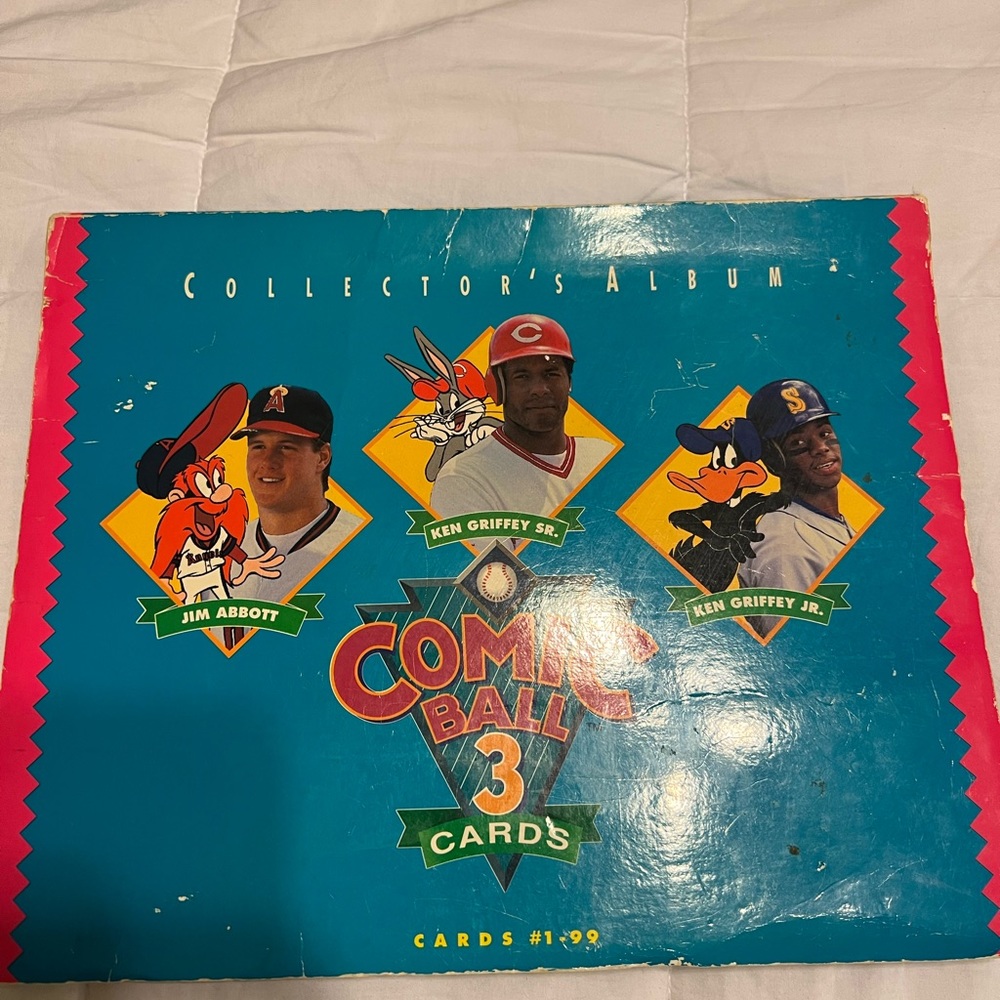 COLLECTOR'S ALBUM
C
A
S
KEN GRIFFEY SR.
JIM ABBOTT
KEN GRIFFEY JR.
COMIC
BALL
3
CARDS
CARDS #1-99